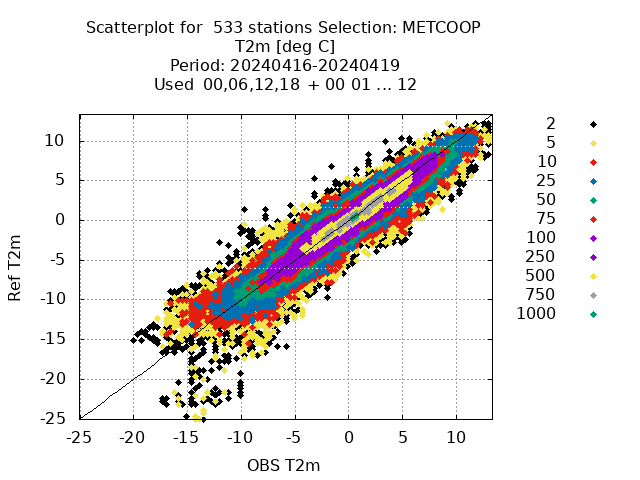 Scatterplot for  533 stations Selection: METCOOP
T2m [deg C]
Period: 20240416-20240419
Used  00,06,12,18  + 00 01 ... 12
2
5
10
25
50
75
100
250
500
750
1000
Ref T2m
10
5
0
-5
-10
-15
-20
-25
-25 -20 -15 -10 -5 0 5 10
OBS T2m